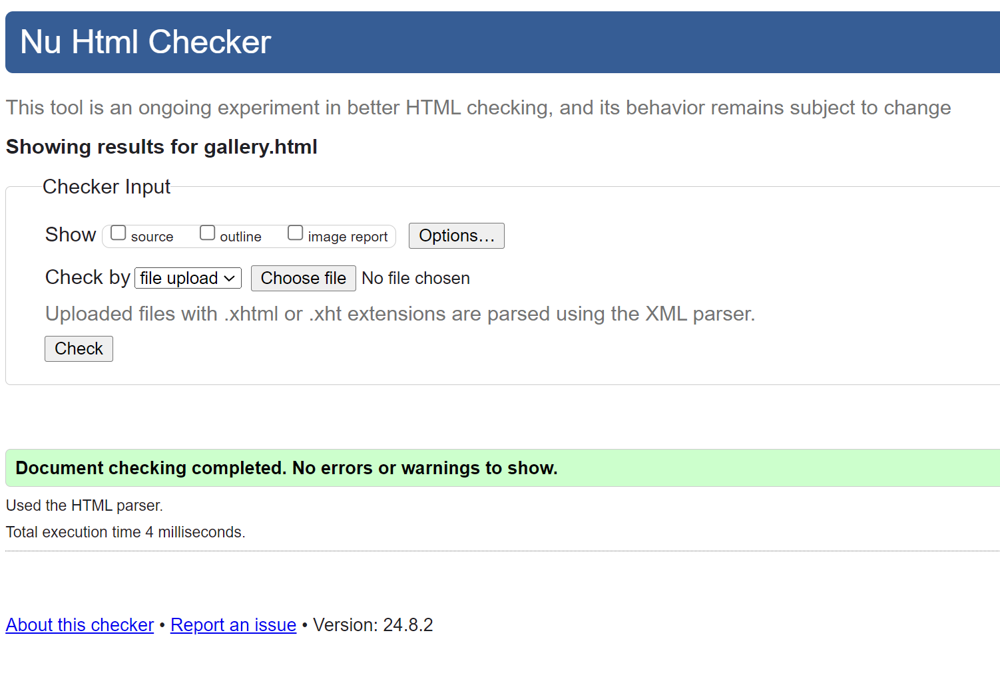 Nu Html Checker
This tool is an ongoing experiment in better HTML checking, and its behavior remains subject to change
Showing results for gallery.html
Checker Input
Show source outline image report Options…
Check by file upload Choose file No file chosen
Uploaded files with .xhtml or .xht extensions are parsed using the XML parser.
Check
Document checking completed. No errors or warnings to show.
Used the HTML parser.
Total execution time 4 milliseconds.
About this checker • Report an issue • Version: 24.8.2